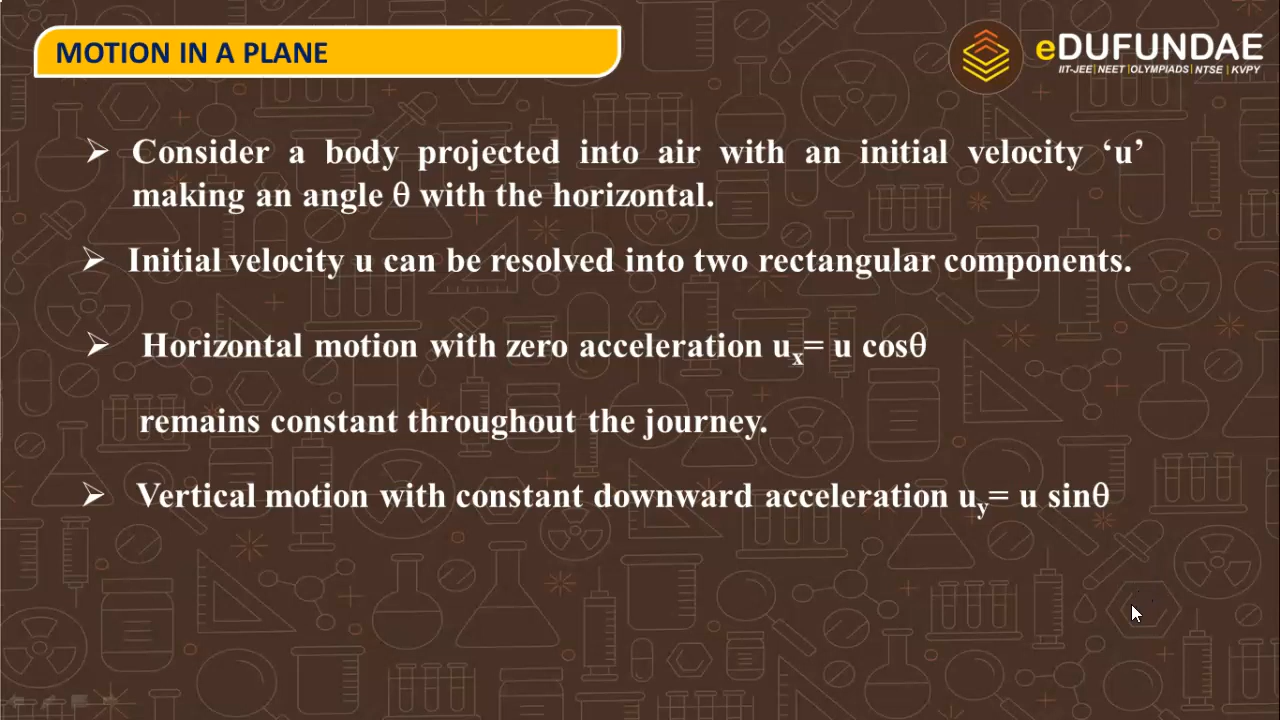 MOTION IN A PLANE
eDUFUNDAE
IIT-JEE|NEET|OLYMPIADS|NTSE|KVPY
➢ Consider a body projected into air with an initial velocity ‘u’
making an angle θ with the horizontal.
➢ Initial velocity u can be resolved into two rectangular components.
➢ Horizontal motion with zero acceleration uₓ= u cosθ
remains constant throughout the journey.
➢ Vertical motion with constant downward acceleration u_y= u sinθ